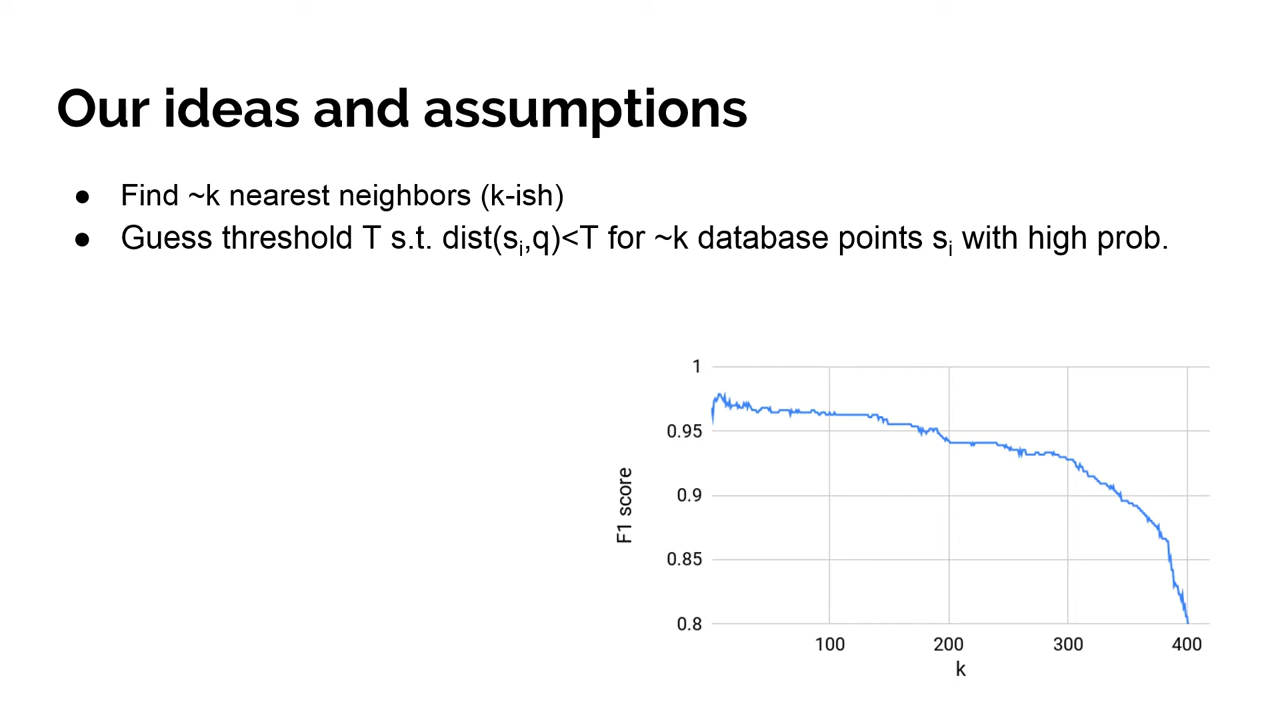 Our ideas and assumptions
● Find ~k nearest neighbors (k-ish)
● Guess threshold T s.t. dist(sᵢ,q)<T for ~k database points sᵢ with high prob.
1
0.95
0.9
0.85
0.8
F1 score
100 200 300 400
k